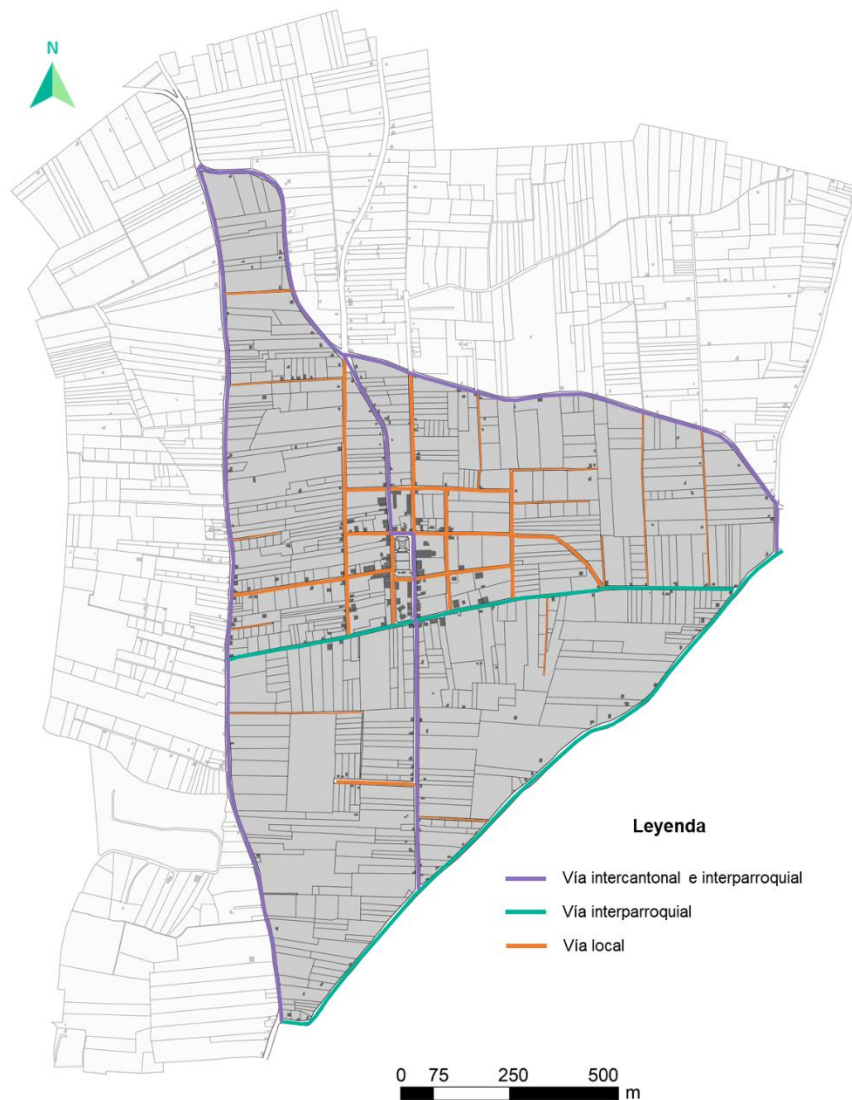 N
Leyenda
Vía intercantonal e interparroquial
Vía interparroquial
Vía local
0 75 250 500
m